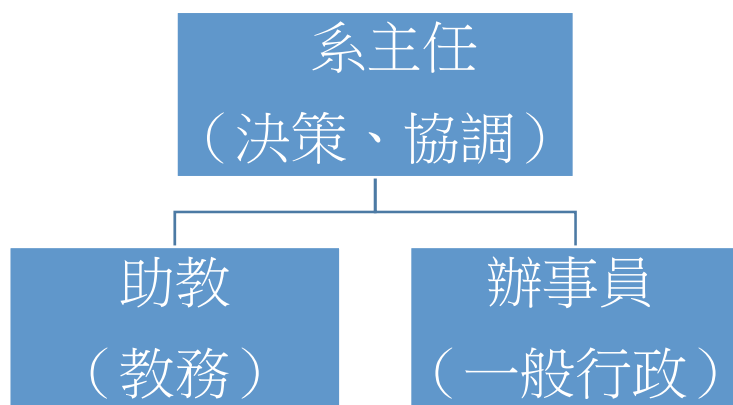 系主任
（決策、協調）
助教
（教務）
辦事員
（一般行政）